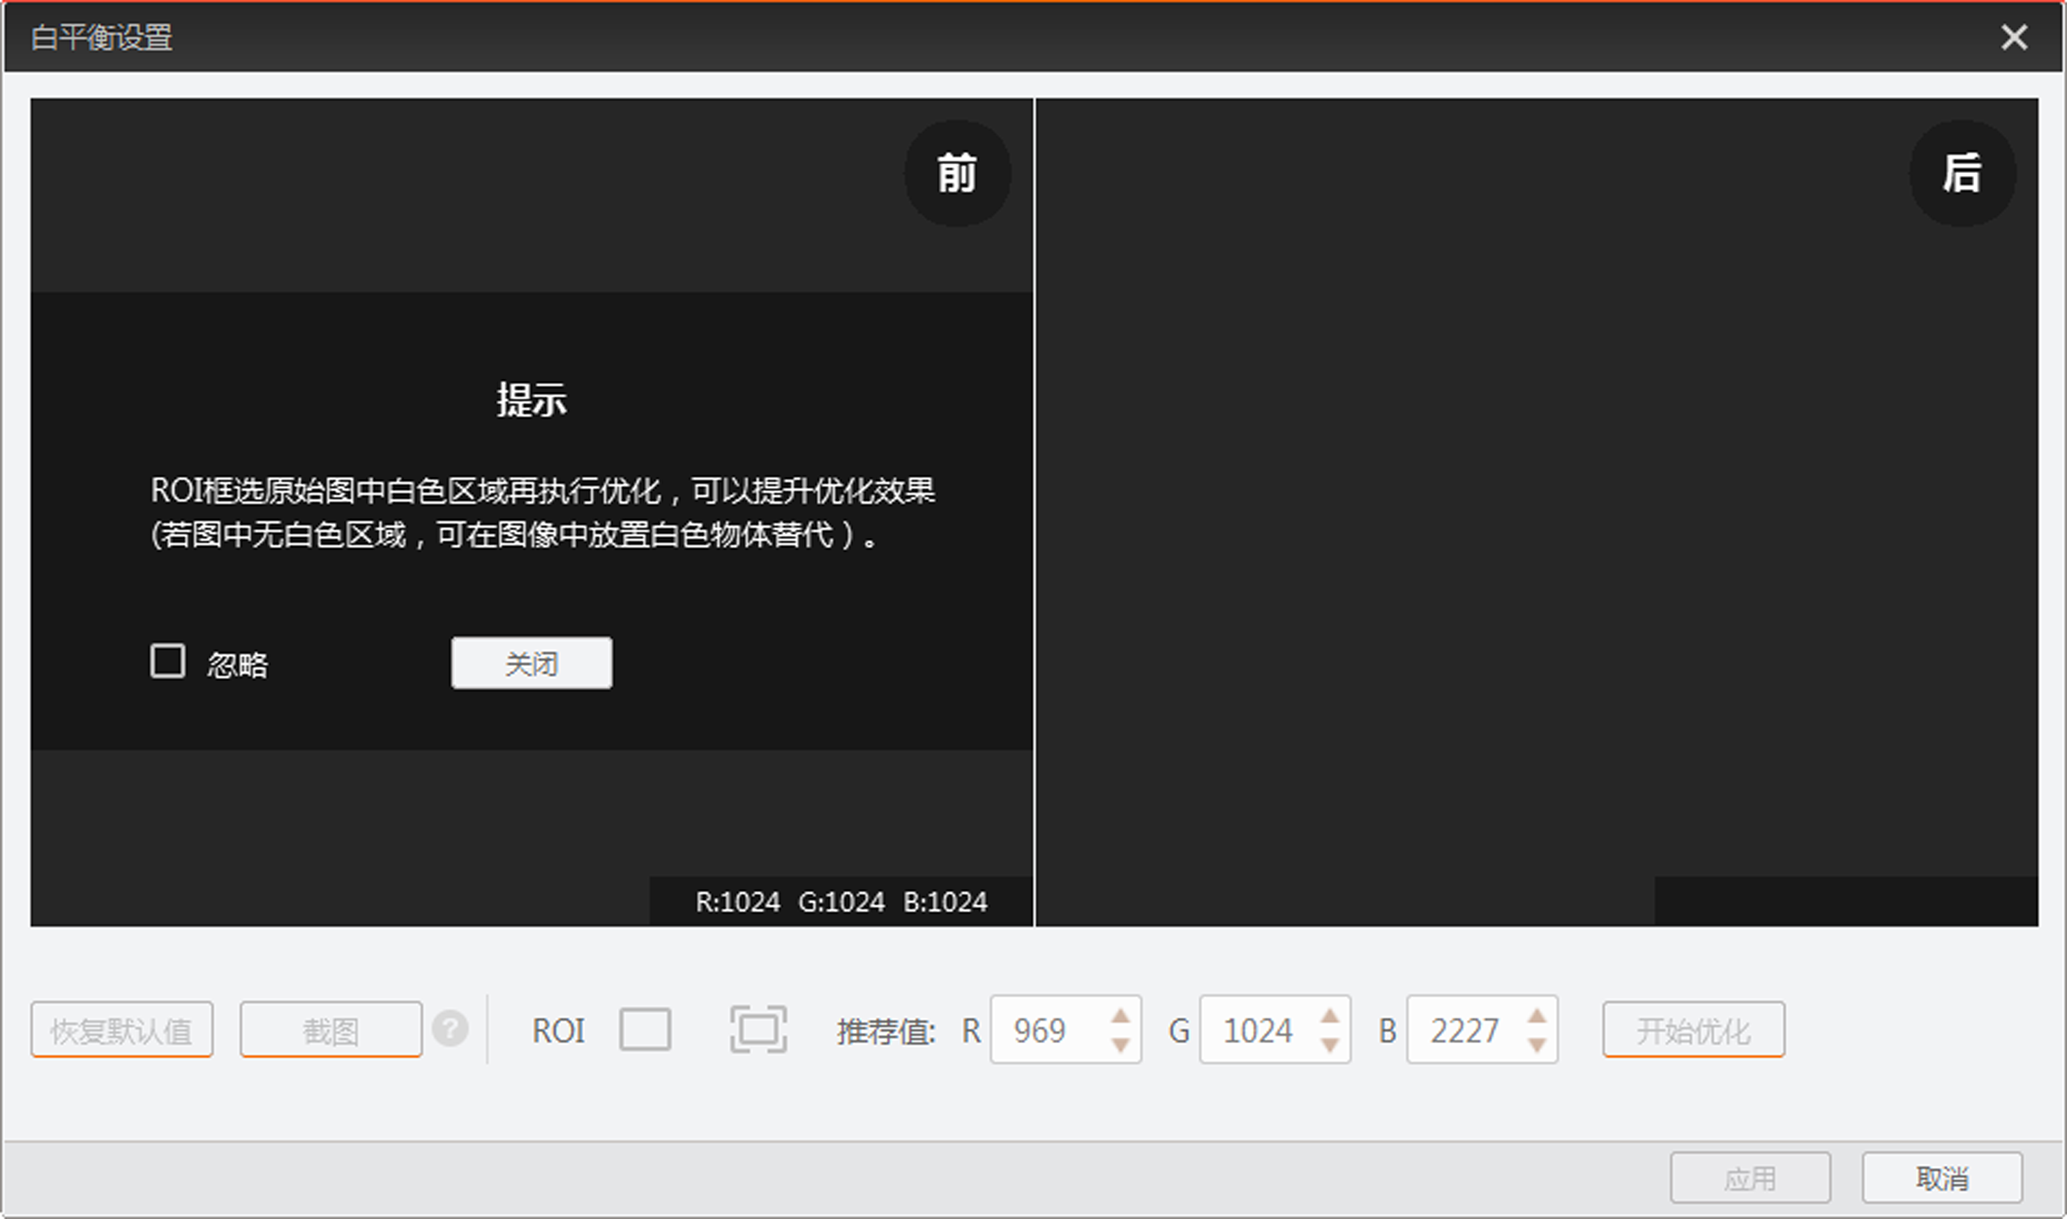 白平衡设置
前
后
提示
ROI框选原始图中白色区域再执行优化，可以提升优化效果
(若图中无白色区域，可在图像中放置白色物体替代）。
忽略
关闭
R:1024 G:1024 B:1024
恢复默认值 截图 ? ROI 推荐值: R 969 G 1024 B 2227 开始优化
应用 取消